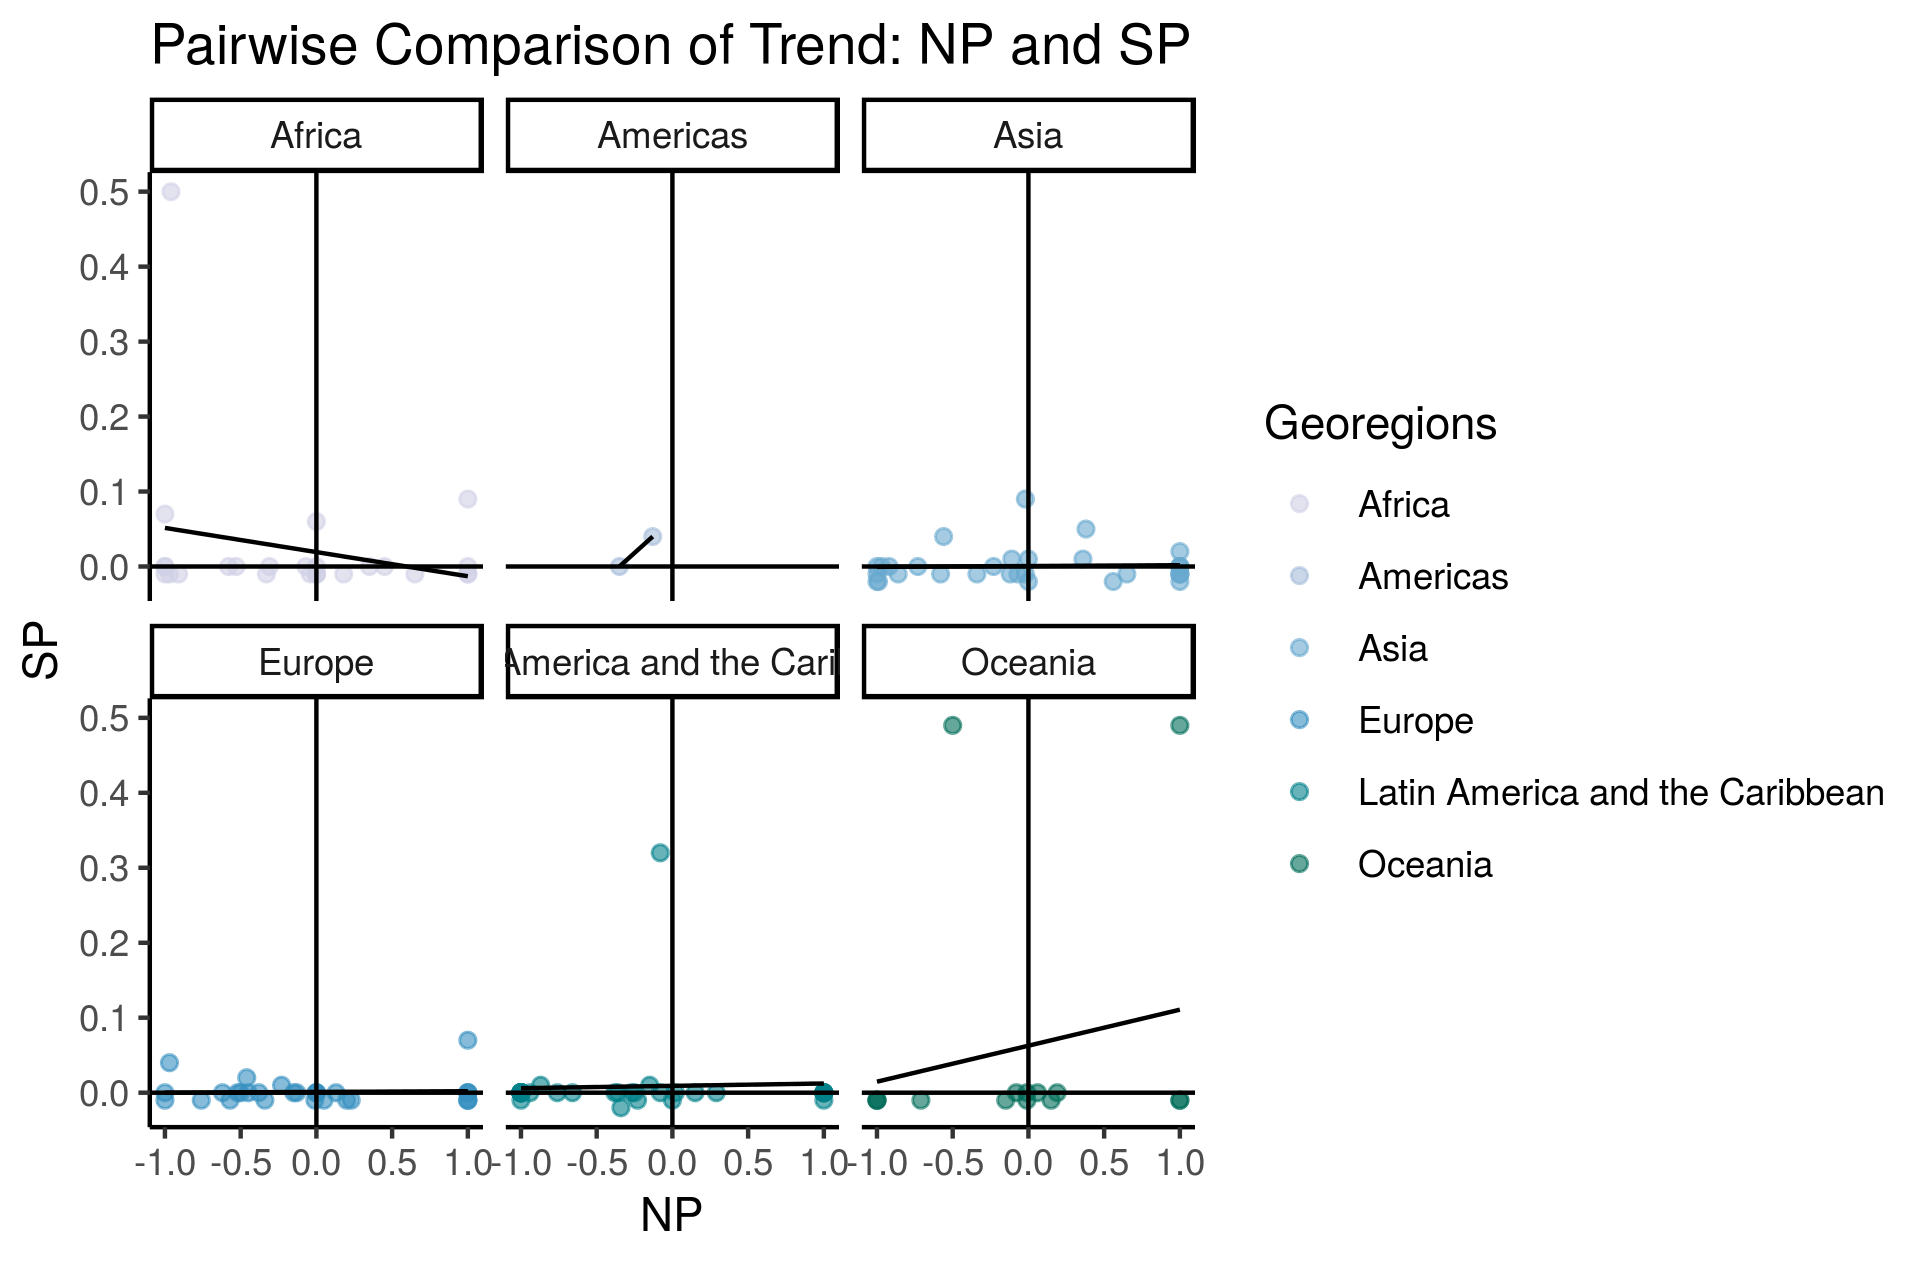 Pairwise Comparison of Trend: NP and SP
Africa
Americas
Asia
0.5
0.4
0.3
0.2
0.1
0.0
Europe
America and the Cari
Oceania
0.5
0.4
0.3
0.2
0.1
0.0
-1.0 -0.5 0.0 0.5 1.0
-1.0 -0.5 0.0 0.5 1.0
-1.0 -0.5 0.0 0.5 1.0
NP
SP
Georegions
Africa
Americas
Asia
Europe
Latin America and the Caribbean
Oceania